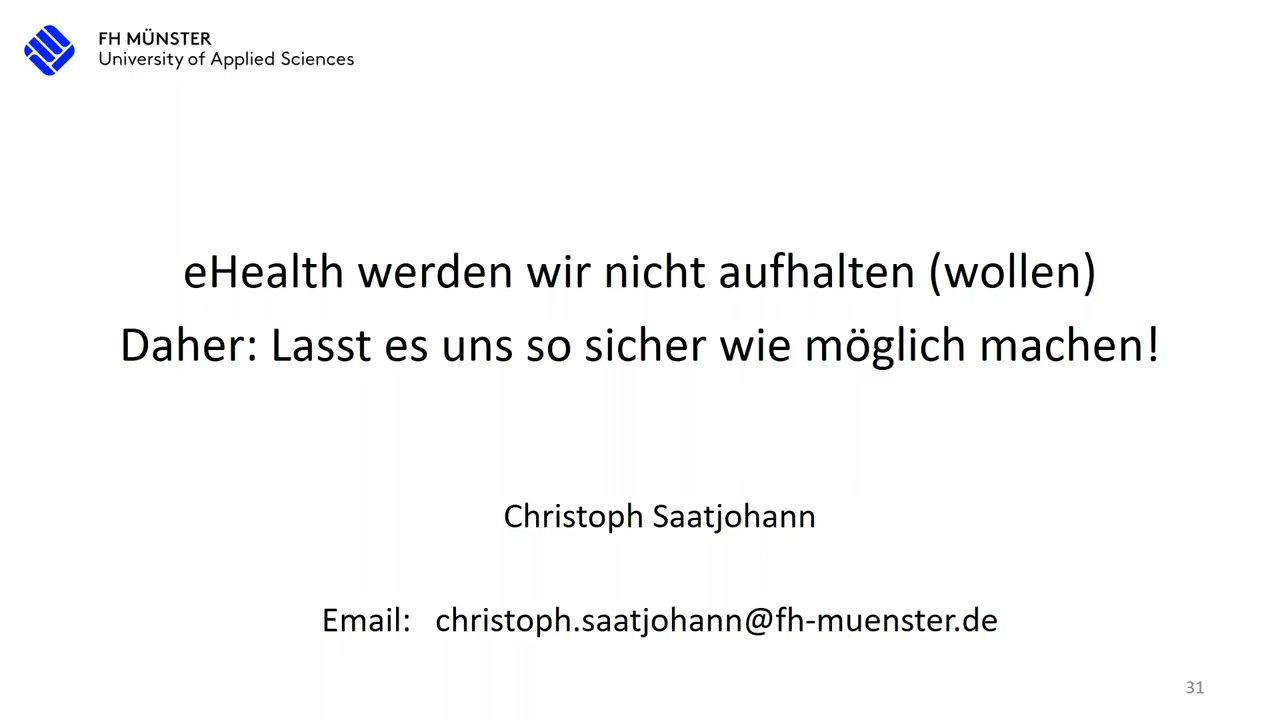 FH MÜNSTER
University of Applied Sciences
eHealth werden wir nicht aufhalten (wollen)
Daher: Lasst es uns so sicher wie möglich machen!
Christoph Saatjohann
Email: christoph.saatjohann@fh-muenster.de
31